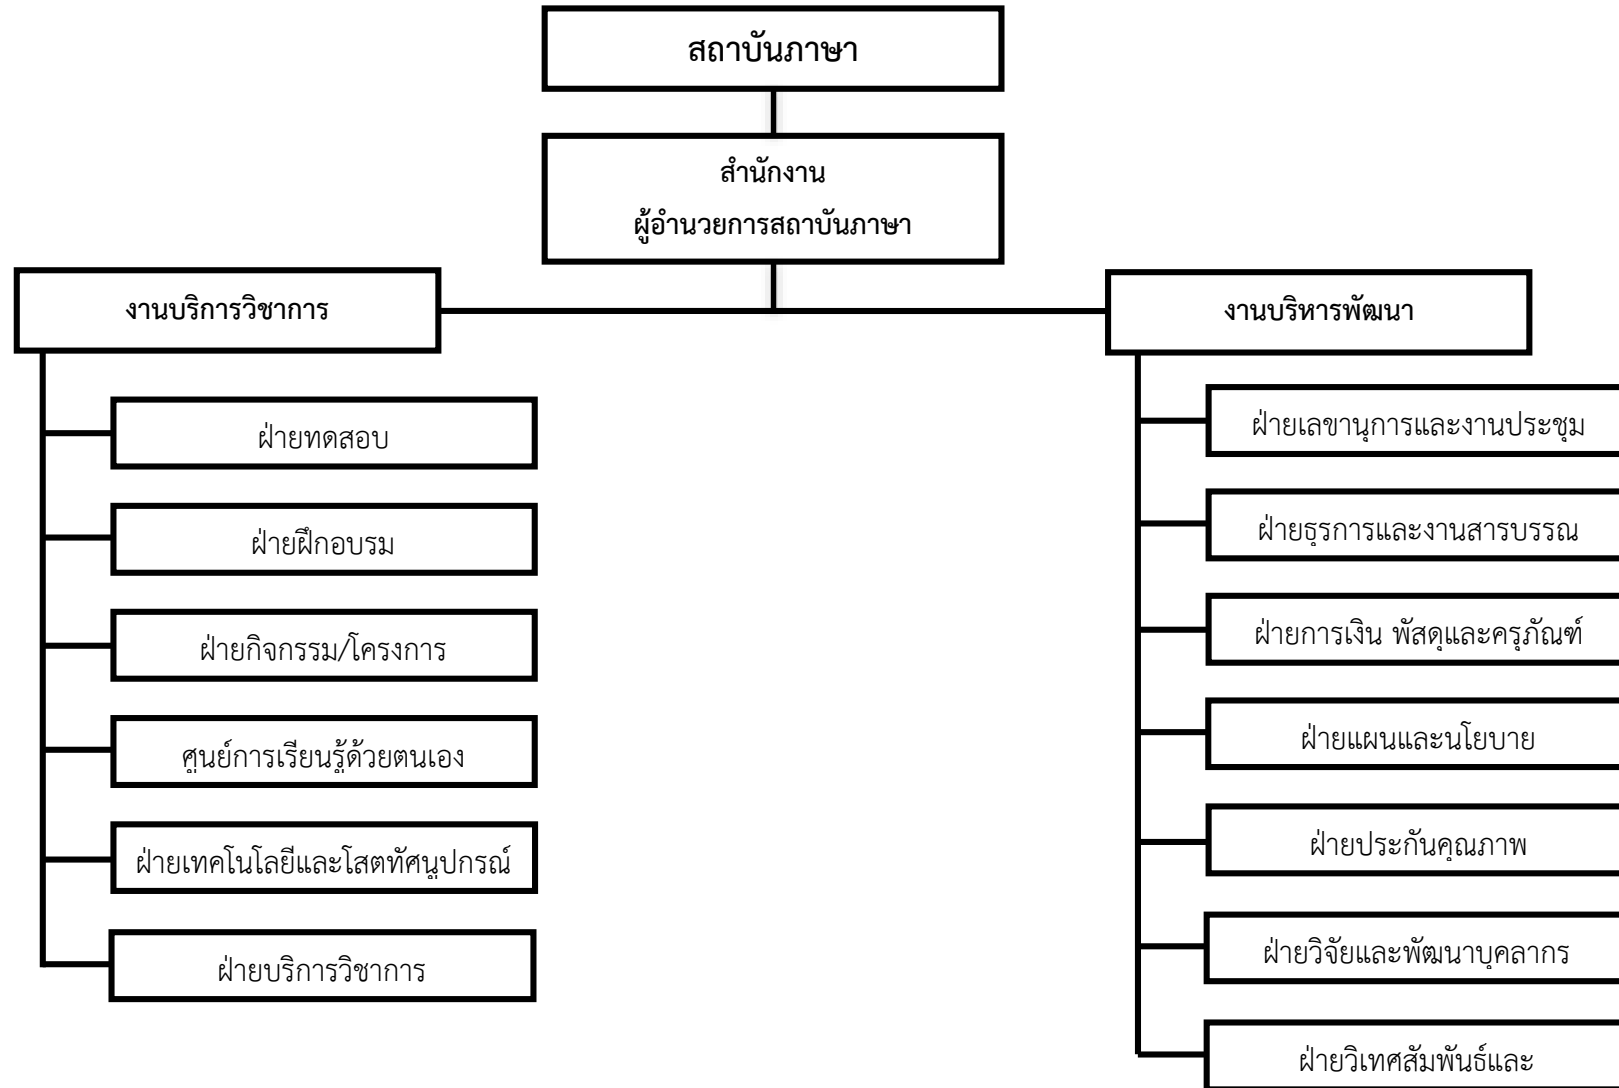 สถาบันภาษา
สำนักงาน
ผู้อำนวยการสถาบันภาษา
งานบริการวิชาการ
ฝ่ายทดสอบ
ฝ่ายฝึกอบรม
ฝ่ายกิจกรรม/โครงการ
ศูนย์การเรียนรู้ด้วยตนเอง
ฝ่ายเทคโนโลยีและโสตทัศนูปกรณ์
ฝ่ายบริการวิชาการ
งานบริหารพัฒนา
ฝ่ายเลขานุการและงานประชุม
ฝ่ายธุรการและงานสารบรรณ
ฝ่ายการเงิน พัสดุและครุภัณฑ์
ฝ่ายแผนและนโยบาย
ฝ่ายประกันคุณภาพ
ฝ่ายวิจัยและพัฒนาบุคลากร
ฝ่ายวิเทศสัมพันธ์และ